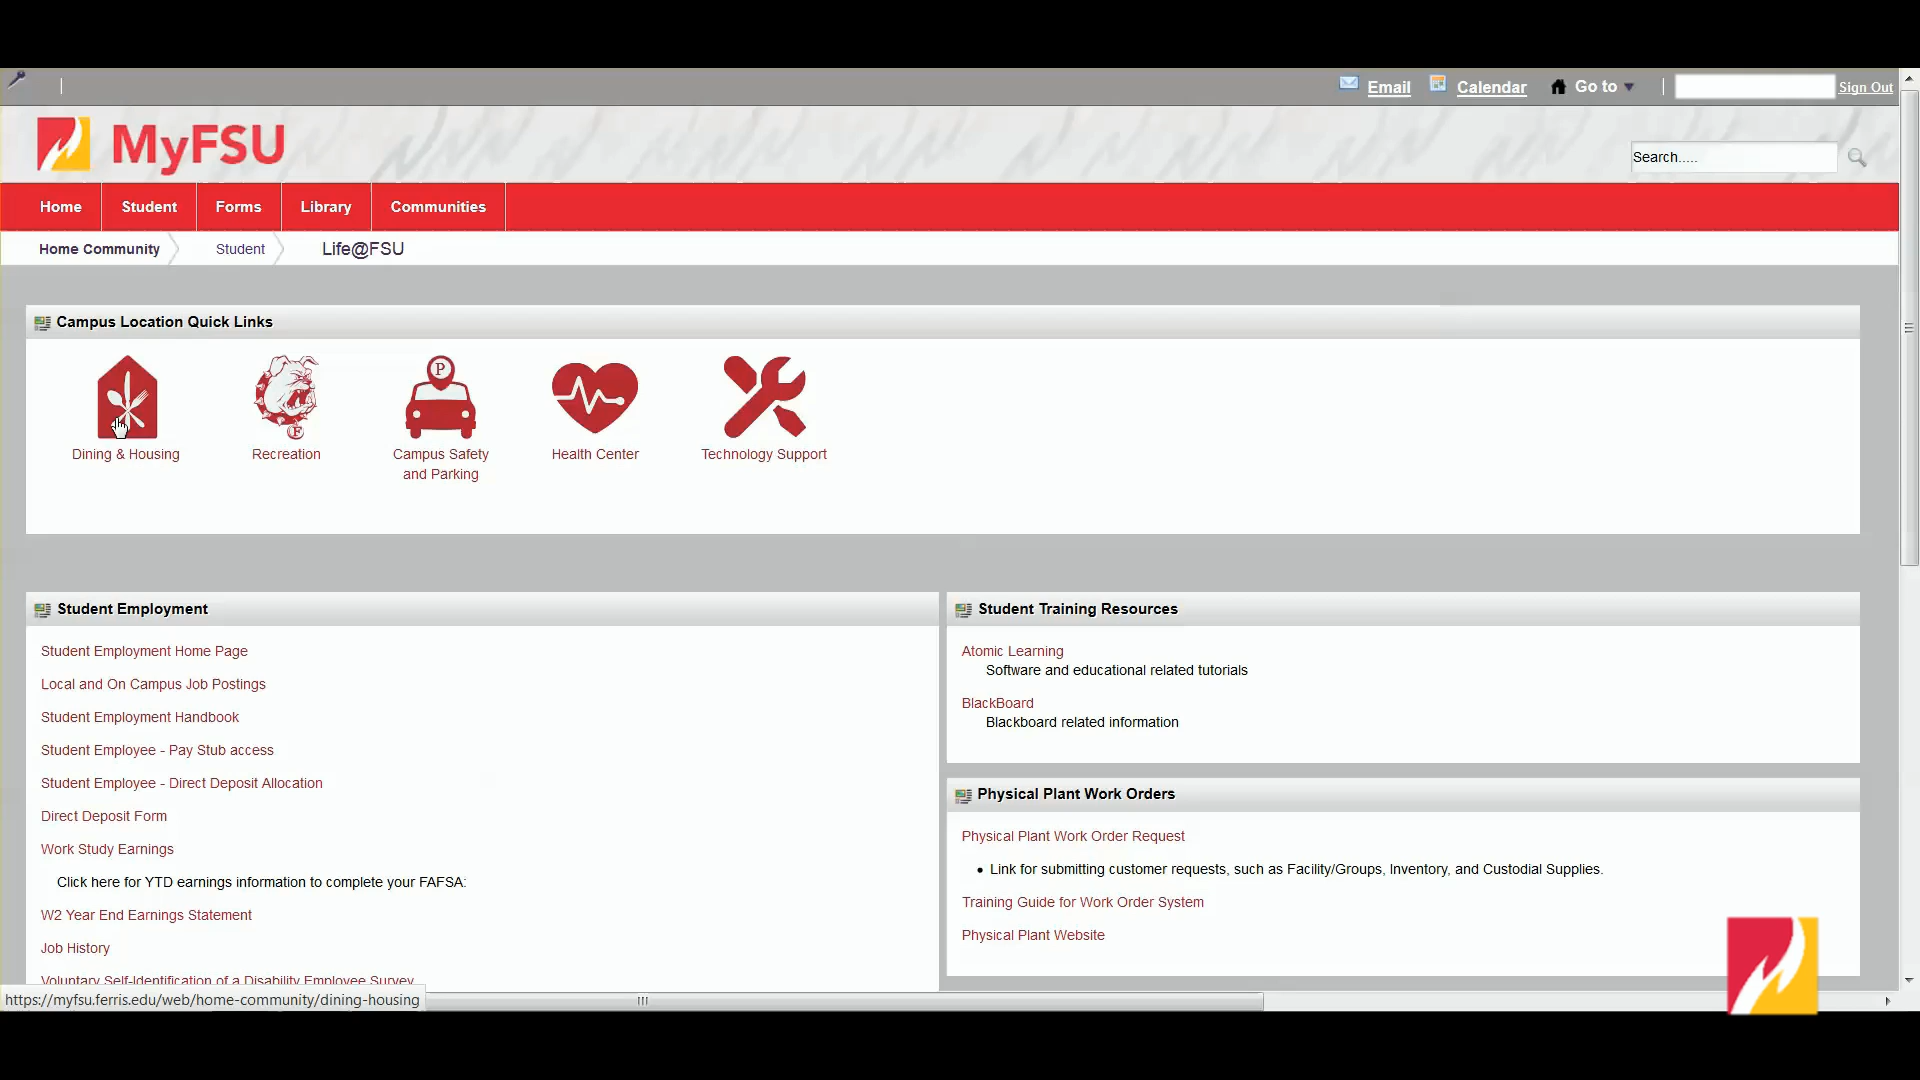 Email
Calendar
Go to
Sign Out
MyFSU
Search.....
Home
Student
Forms
Library
Communities
Home Community
Student
Life@FSU
Campus Location Quick Links
P
F
Dining & Housing
Recreation
Campus Safety
and Parking
Health Center
Technology Support
Student Employment
Student Employment Home Page
Local and On Campus Job Postings
Student Employment Handbook
Student Employee - Pay Stub access
Student Employee - Direct Deposit Allocation
Direct Deposit Form
Work Study Earnings
Click here for YTD earnings information to complete your FAFSA:
W2 Year End Earnings Statement
Job History
Voluntary Self-Identification of a Disability Employee Survey
Student Training Resources
Atomic Learning
Software and educational related tutorials
BlackBoard
Blackboard related information
Physical Plant Work Orders
Physical Plant Work Order Request
• Link for submitting customer requests, such as Facility/Groups, Inventory, and Custodial Supplies.
Training Guide for Work Order System
Physical Plant Website
https://myfsu.ferris.edu/web/home-community/dining-housing